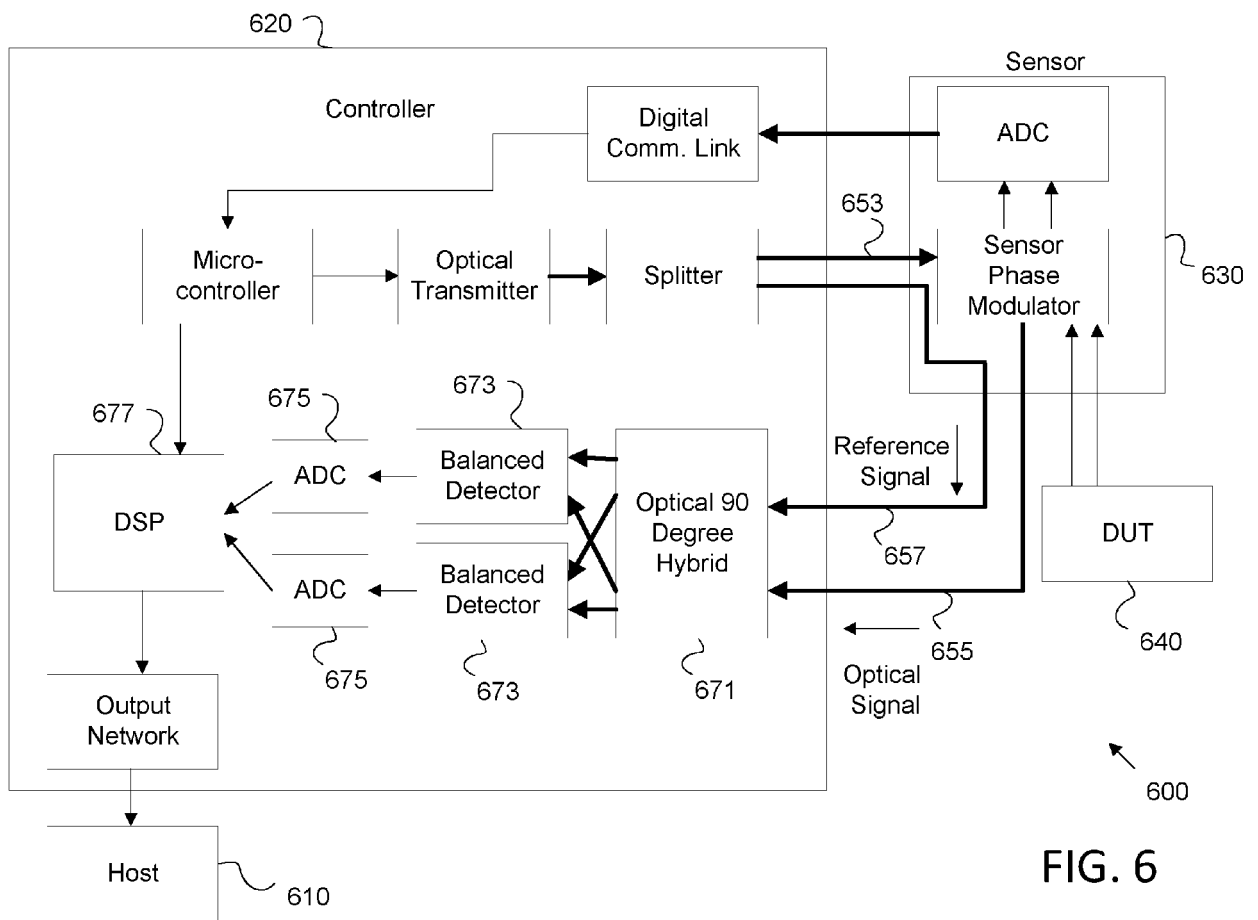 620
Sensor
Controller
Digital
Comm. Link
ADC
653
Micro-
controller
Optical
Transmitter
Splitter
Sensor
Phase
Modulator
630
677
675
673
ADC
Balanced
Detector
Reference
Signal
DSP
Optical 90
Degree
Hybrid
657
DUT
ADC
Balanced
Detector
675
673
671
655
640
Optical
Signal
Output
Network
600
Host
610
FIG. 6